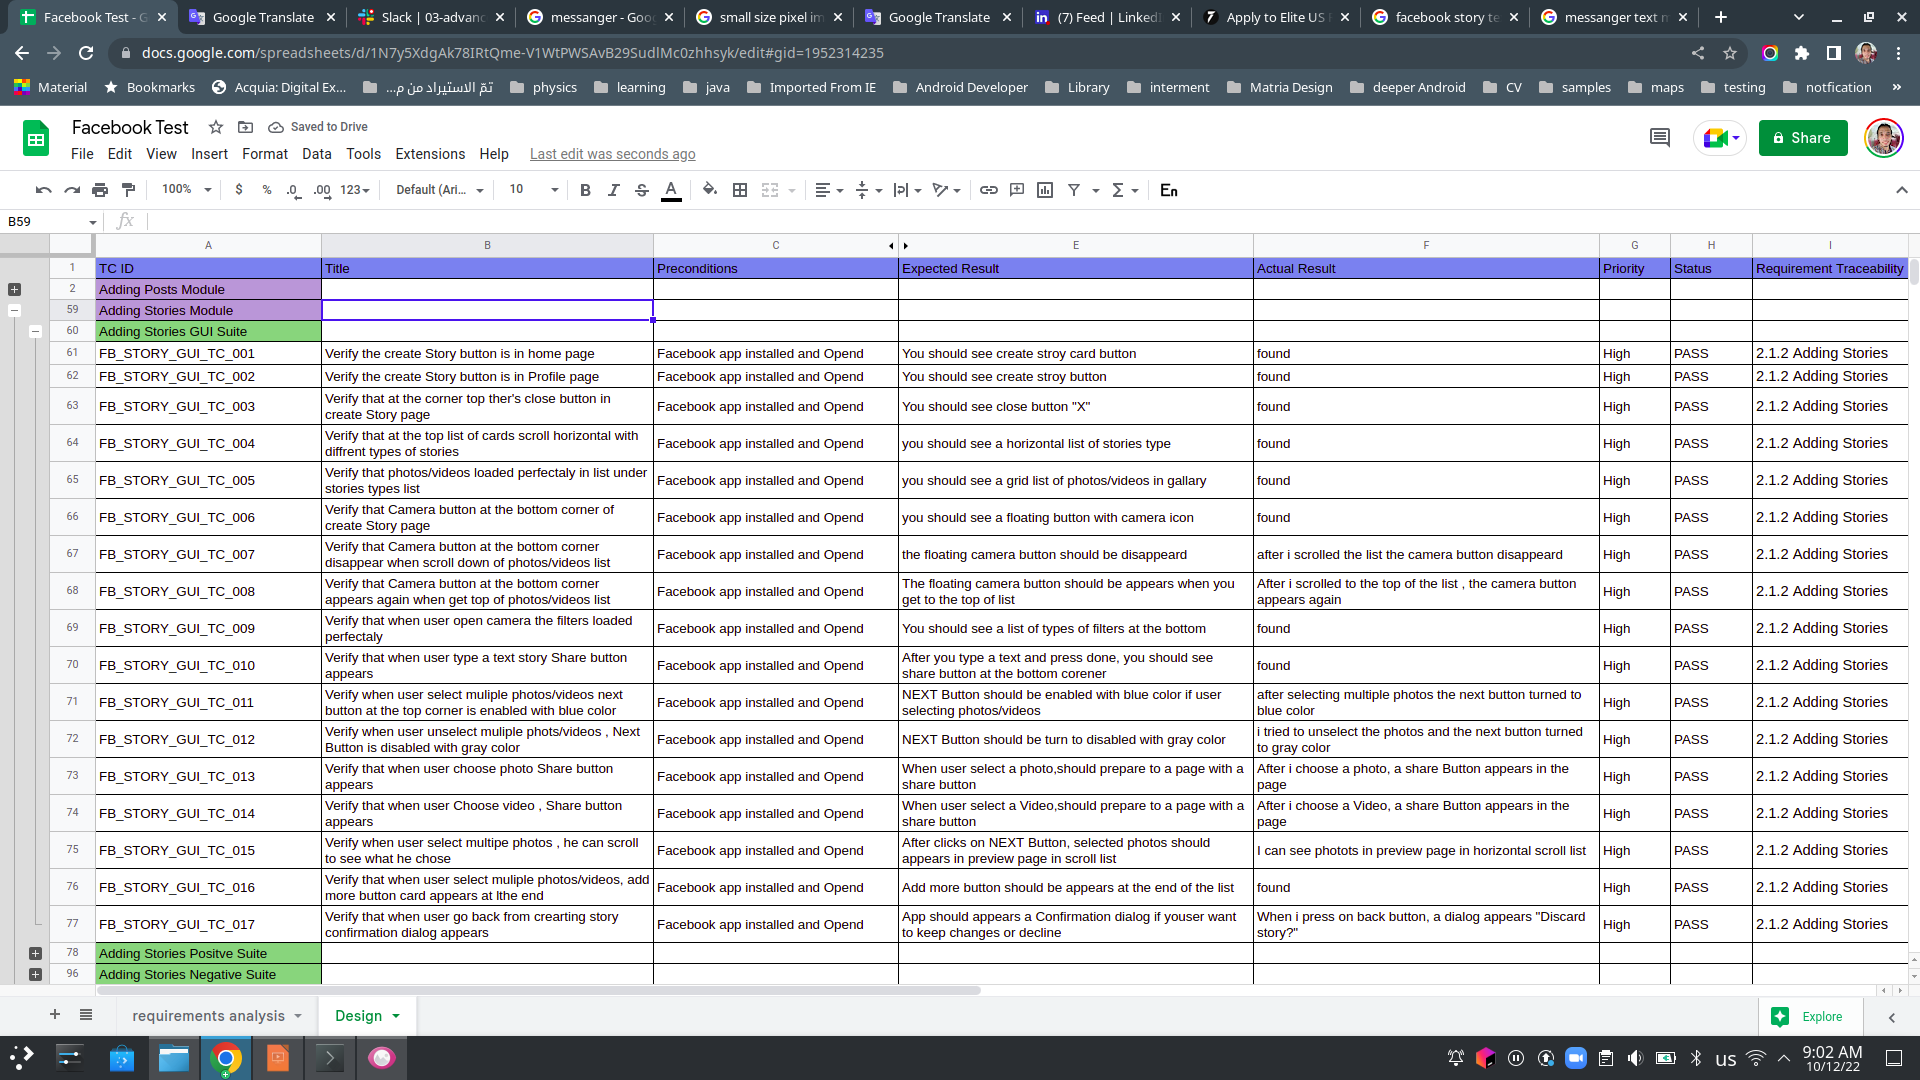 Facebook Test - G
Google Translate
Slack | 03-advanc
messanger - Goog
small size pixel im
Google Translate
(7) Feed | LinkedI
Apply to Elite US
facebook story te
messanger text m
docs.google.com/spreadsheets/d/1N7y5XdgAk78IRtQme-V1WtPWSAvB29SudlMc0zhhsyk/edit#gid=1952314235
Material
Bookmarks
Acquia: Digital Ex...
تمّ الاستيراد من م...
physics
learning
java
Imported From IE
Android Developer
Library
interment
Matria Design
deeper Android
CV
samples
maps
testing
notfication
»
Facebook Test
Saved to Drive
File Edit View Insert Format Data Tools Extensions Help Last edit was seconds ago
Share
100% $ % .0 .00 123 Default (Ari... 10 B I S A Σ En
B59 fx
A B C E F G H I
1 TC ID Title Preconditions Expected Result Actual Result Priority Status Requirement Traceability
2 Adding Posts Module
59 Adding Stories Module
60 Adding Stories GUI Suite
61 FB_STORY_GUI_TC_001 Verify the create Story button is in home page Facebook app installed and Opend You should see create stroy card button found High PASS 2.1.2 Adding Stories
62 FB_STORY_GUI_TC_002 Verify the create Story button is in Profile page Facebook app installed and Opend You should see create stroy button found High PASS 2.1.2 Adding Stories
63 FB_STORY_GUI_TC_003 Verify that at the corner top ther's close button in create Story page Facebook app installed and Opend You should see close button "X" found High PASS 2.1.2 Adding Stories
64 FB_STORY_GUI_TC_004 Verify that at the top list of cards scroll horizontal with diffrent types of stories Facebook app installed and Opend you should see a horizontal list of stories type found High PASS 2.1.2 Adding Stories
65 FB_STORY_GUI_TC_005 Verify that photos/videos loaded perfectaly in list under stories types list Facebook app installed and Opend you should see a grid list of photos/videos in gallary found High PASS 2.1.2 Adding Stories
66 FB_STORY_GUI_TC_006 Verify that Camera button at the bottom corner of create Story page Facebook app installed and Opend you should see a floating button with camera icon found High PASS 2.1.2 Adding Stories
67 FB_STORY_GUI_TC_007 Verify that Camera button at the bottom corner disappear when scroll down of photos/videos list Facebook app installed and Opend the floating camera button should be disappeard after i scrolled the list the camera button disappeard High PASS 2.1.2 Adding Stories
68 FB_STORY_GUI_TC_008 Verify that Camera button at the bottom corner appears again when get top of photos/videos list Facebook app installed and Opend The floating camera button should be appears when you get to the top of list After i scrolled to the top of the list , the camera button appears again High PASS 2.1.2 Adding Stories
69 FB_STORY_GUI_TC_009 Verify that when user open camera the filters loaded perfectaly Facebook app installed and Opend You should see a list of types of filters at the bottom found High PASS 2.1.2 Adding Stories
70 FB_STORY_GUI_TC_010 Verify that when user type a text story Share button appears Facebook app installed and Opend After you type a text and press done, you should see share button at the bottom corener found High PASS 2.1.2 Adding Stories
71 FB_STORY_GUI_TC_011 Verify when user select muliple photos/videos next button at the top corner is enabled with blue color Facebook app installed and Opend NEXT Button should be enabled with blue color if user selecting photos/videos after selecting multiple photos the next button turned to blue color High PASS 2.1.2 Adding Stories
72 FB_STORY_GUI_TC_012 Verify when user unselect muliple phots/videos , Next Button is disabled with gray color Facebook app installed and Opend NEXT Button should be turn to disabled with gray color i tried to unselect the photos and the next button turned to gray color High PASS 2.1.2 Adding Stories
73 FB_STORY_GUI_TC_013 Verify that when user choose photo Share button appears Facebook app installed and Opend When user select a photo,should prepare to a page with a share button After i choose a photo, a share Button appears in the page High PASS 2.1.2 Adding Stories
74 FB_STORY_GUI_TC_014 Verify that when user Choose video , Share button appears Facebook app installed and Opend When user select a Video,should prepare to a page with a share button After i choose a Video, a share Button appears in the page High PASS 2.1.2 Adding Stories
75 FB_STORY_GUI_TC_015 Verify when user select multipe photos , he can scroll to see what he chose Facebook app installed and Opend After clicks on NEXT Button, selected photos should appears in preview page in scroll list I can see photots in preview page in horizontal scroll list High PASS 2.1.2 Adding Stories
76 FB_STORY_GUI_TC_016 Verify that when user select muliple photos/videos, add more button card appears at lthe end Facebook app installed and Opend Add more button should be appears at the end of the list found High PASS 2.1.2 Adding Stories
77 FB_STORY_GUI_TC_017 Verify that when user go back from crearting story confirmation dialog appears Facebook app installed and Opend App should appears a Confirmation dialog if youser want to keep changes or decline When i press on back button, a dialog appears "Discard story?" High PASS 2.1.2 Adding Stories
78 Adding Stories Positve Suite
96 Adding Stories Negative Suite
requirements analysis
Design
Explore
us
9:02 AM
10/12/22